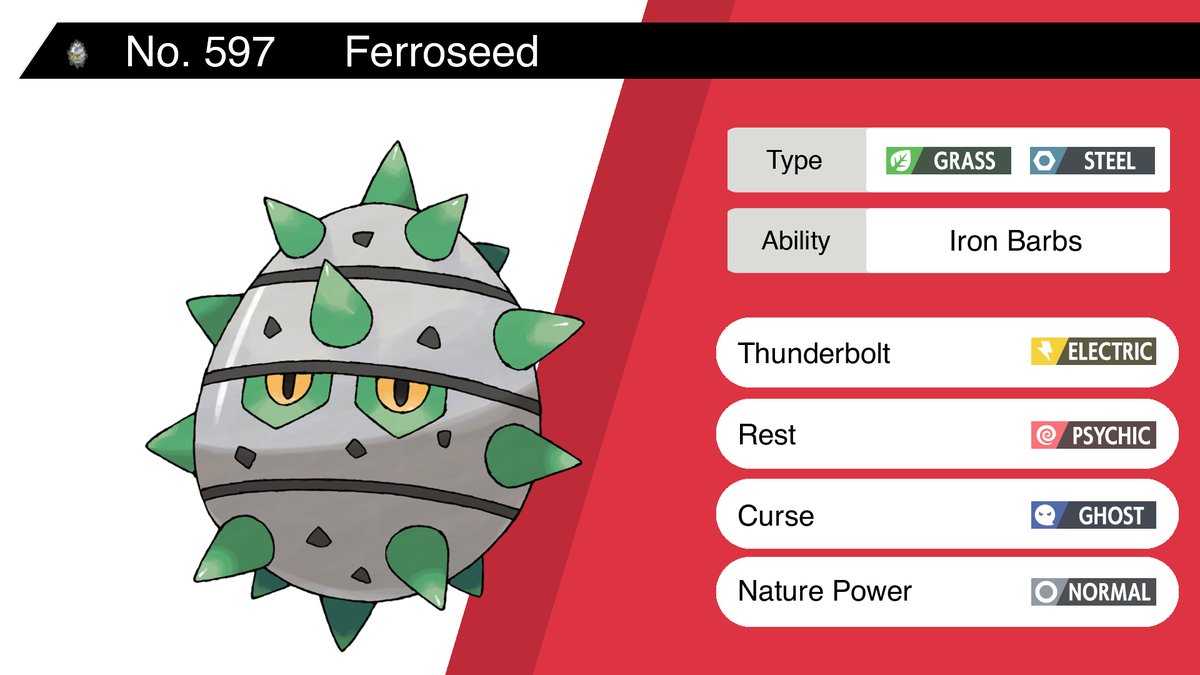 No. 597 Ferroseed
Type GRASS STEEL
Ability Iron Barbs
Thunderbolt ELECTRIC
Rest PSYCHIC
Curse GHOST
Nature Power NORMAL